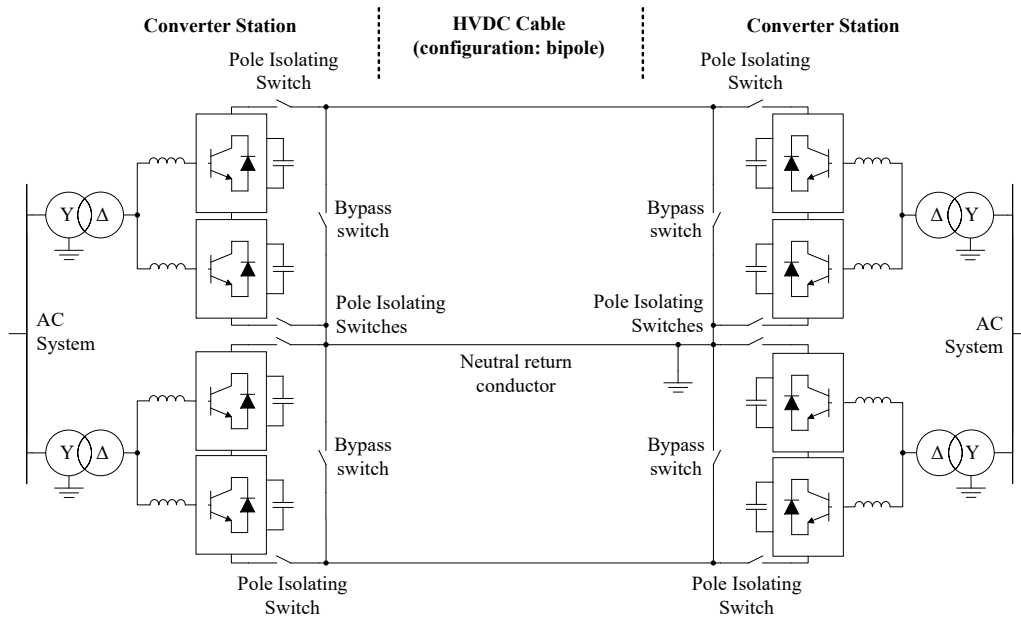 Converter Station
HVDC Cable
(configuration: bipole)
Converter Station
Pole Isolating
Switch
Pole Isolating
Switch
Y Δ
Δ Y
Bypass
switch
Bypass
switch
AC
System
Pole Isolating
Switches
Pole Isolating
Switches
AC
System
Neutral return
conductor
Y Δ
Bypass
switch
Bypass
switch
Δ Y
Pole Isolating
Switch
Pole Isolating
Switch